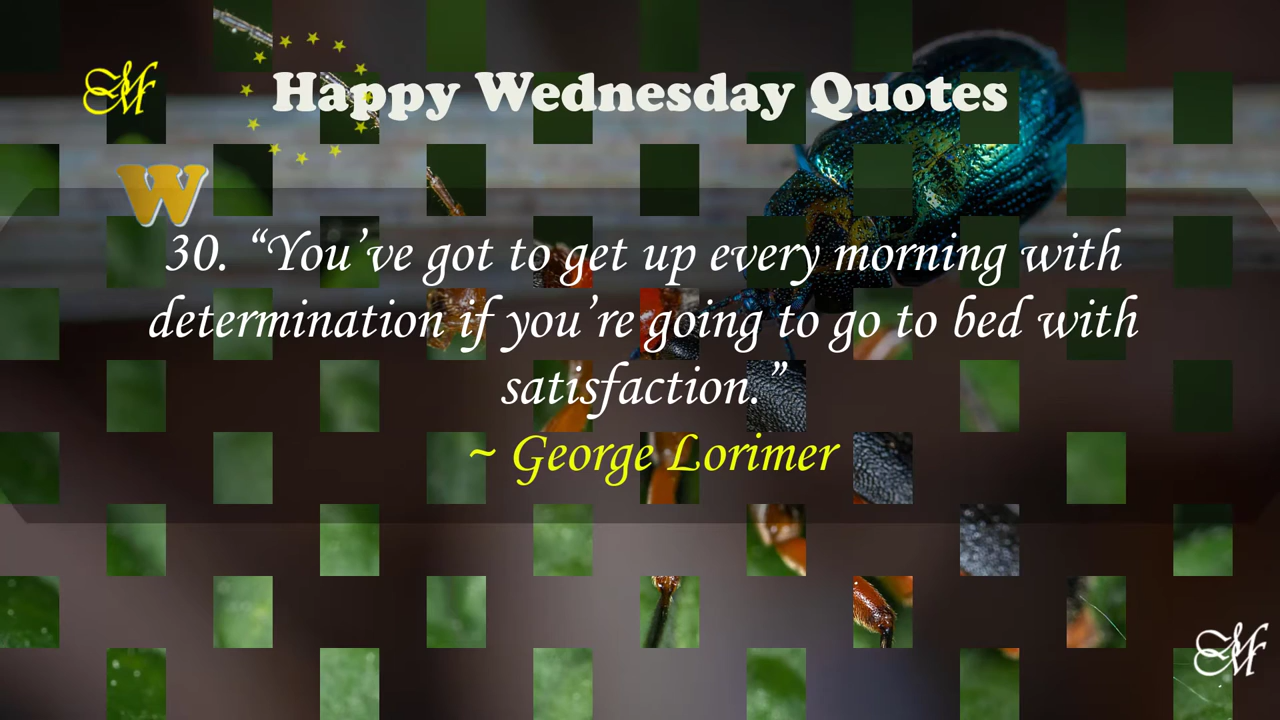 M
Happy Wednesday Quotes
W
30. “You’ve got to get up every morning with
determination if you’re going to go to bed with
satisfaction.”
~ George Lorimer
M